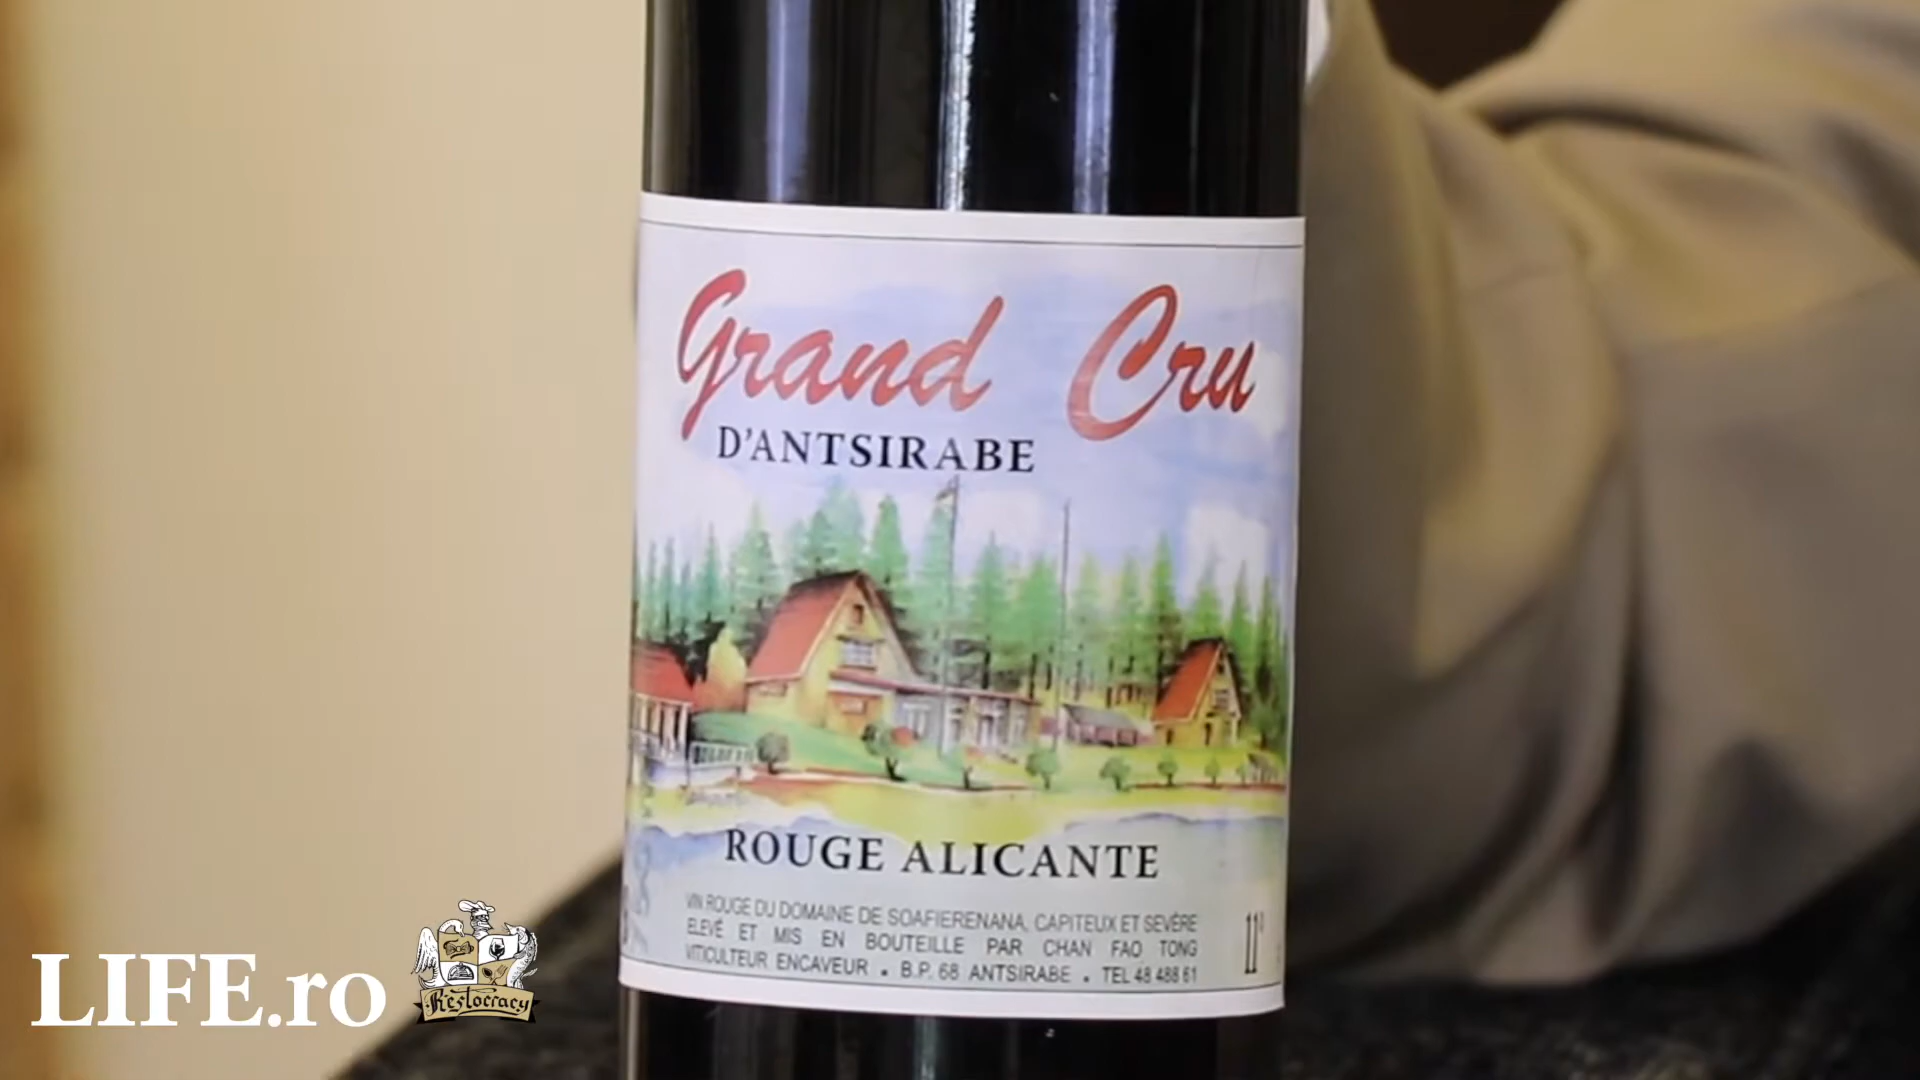 Grand Cru
D'ANTSIRABE
ROUGE ALICANTE
VIN ROUGE DU DOMAINE DE SOAFIERENANA, CAPITEUX ET SEVÈRE
ELEVÉ ET MIS EN BOUTEILLE PAR CHAN FAO TONG
VITICULTEUR ENCAVEUR . B.P. 68 ANTSIRABE . TEL 48 488 61
11°
LIFE.ro
Restocracy